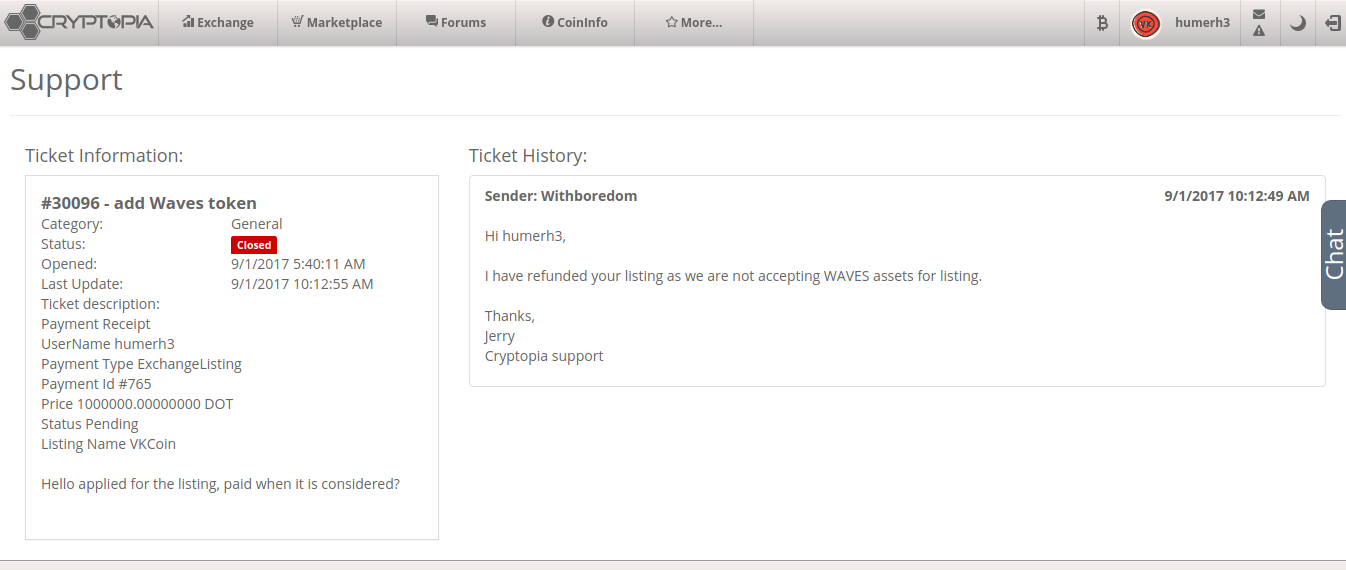 CRYPTOPIA
Exchange
Marketplace
Forums
CoinInfo
More...
humerh3
Support
Ticket Information:
#30096 - add Waves token
Category: General
Status: Closed
Opened: 9/1/2017 5:40:11 AM
Last Update: 9/1/2017 10:12:55 AM
Ticket description:
Payment Receipt
UserName humerh3
Payment Type ExchangeListing
Payment Id #765
Price 1000000.00000000 DOT
Status Pending
Listing Name VKCoin
Hello applied for the listing, paid when it is considered?
Ticket History:
Sender: Withboredom 9/1/2017 10:12:49 AM
Hi humerh3,
I have refunded your listing as we are not accepting WAVES assets for listing.
Thanks,
Jerry
Cryptopia support
Chat